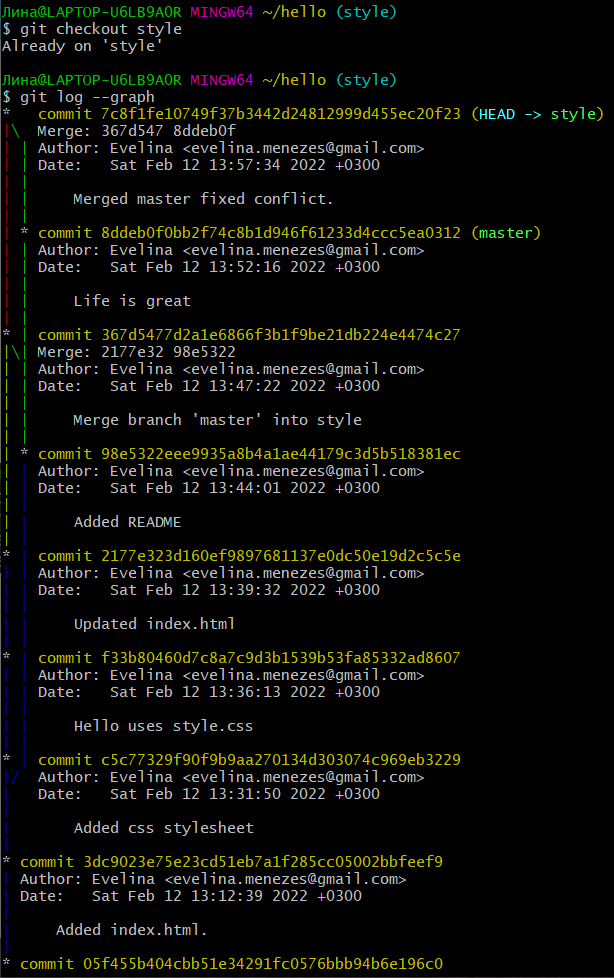 Лина@LAPTOP-U6LB9AOR MINGW64 ~/hello (style)
$ git checkout style
Already on 'style'
Лина@LAPTOP-U6LB9AOR MINGW64 ~/hello (style)
$ git log --graph
*   commit 7c8f1fe10749f37b3442d24812999d455ec20f23 (HEAD -> style)
|\  Merge: 367d547 8ddeb0f
| | Author: Evelina <evelina.menezes@gmail.com>
| | Date:   Sat Feb 12 13:57:34 2022 +0300
| |
| |     Merged master fixed conflict.
| |
| * commit 8ddeb0f0bb2f74c8b1d946f61233d4ccc5ea0312 (master)
| | Author: Evelina <evelina.menezes@gmail.com>
| | Date:   Sat Feb 12 13:52:16 2022 +0300
| |
| |     Life is great
| |
* | commit 367d5477d2a1e6866f3b1f9be21db224e4474c27
|\| Merge: 2177e32 98e5322
| | Author: Evelina <evelina.menezes@gmail.com>
| | Date:   Sat Feb 12 13:47:22 2022 +0300
| |
| |     Merge branch 'master' into style
| |
| * commit 98e5322eee9935a8b4a1ae44179c3d5b518381ec
| | Author: Evelina <evelina.menezes@gmail.com>
| | Date:   Sat Feb 12 13:44:01 2022 +0300
| |
| |     Added README
| |
* | commit 2177e323d160ef9897681137e0dc50e19d2c5c5e
| | Author: Evelina <evelina.menezes@gmail.com>
| | Date:   Sat Feb 12 13:39:32 2022 +0300
| |
| |     Updated index.html
| |
* | commit f33b80460d7c8a7c9d3b1539b53fa85332ad8607
| | Author: Evelina <evelina.menezes@gmail.com>
| | Date:   Sat Feb 12 13:36:13 2022 +0300
| |
| |     Hello uses style.css
| |
* | commit c5c77329f90f9b9aa270134d303074c969eb3229
|/  Author: Evelina <evelina.menezes@gmail.com>
|   Date:   Sat Feb 12 13:31:50 2022 +0300
|
|       Added css stylesheet
|
* commit 3dc9023e75e23cd51eb7a1f285cc05002bbfeef9
| Author: Evelina <evelina.menezes@gmail.com>
| Date:   Sat Feb 12 13:12:39 2022 +0300
|
|     Added index.html.
|
* commit 05f455b404cbb51e34291fc0576bbb94b6e196c0